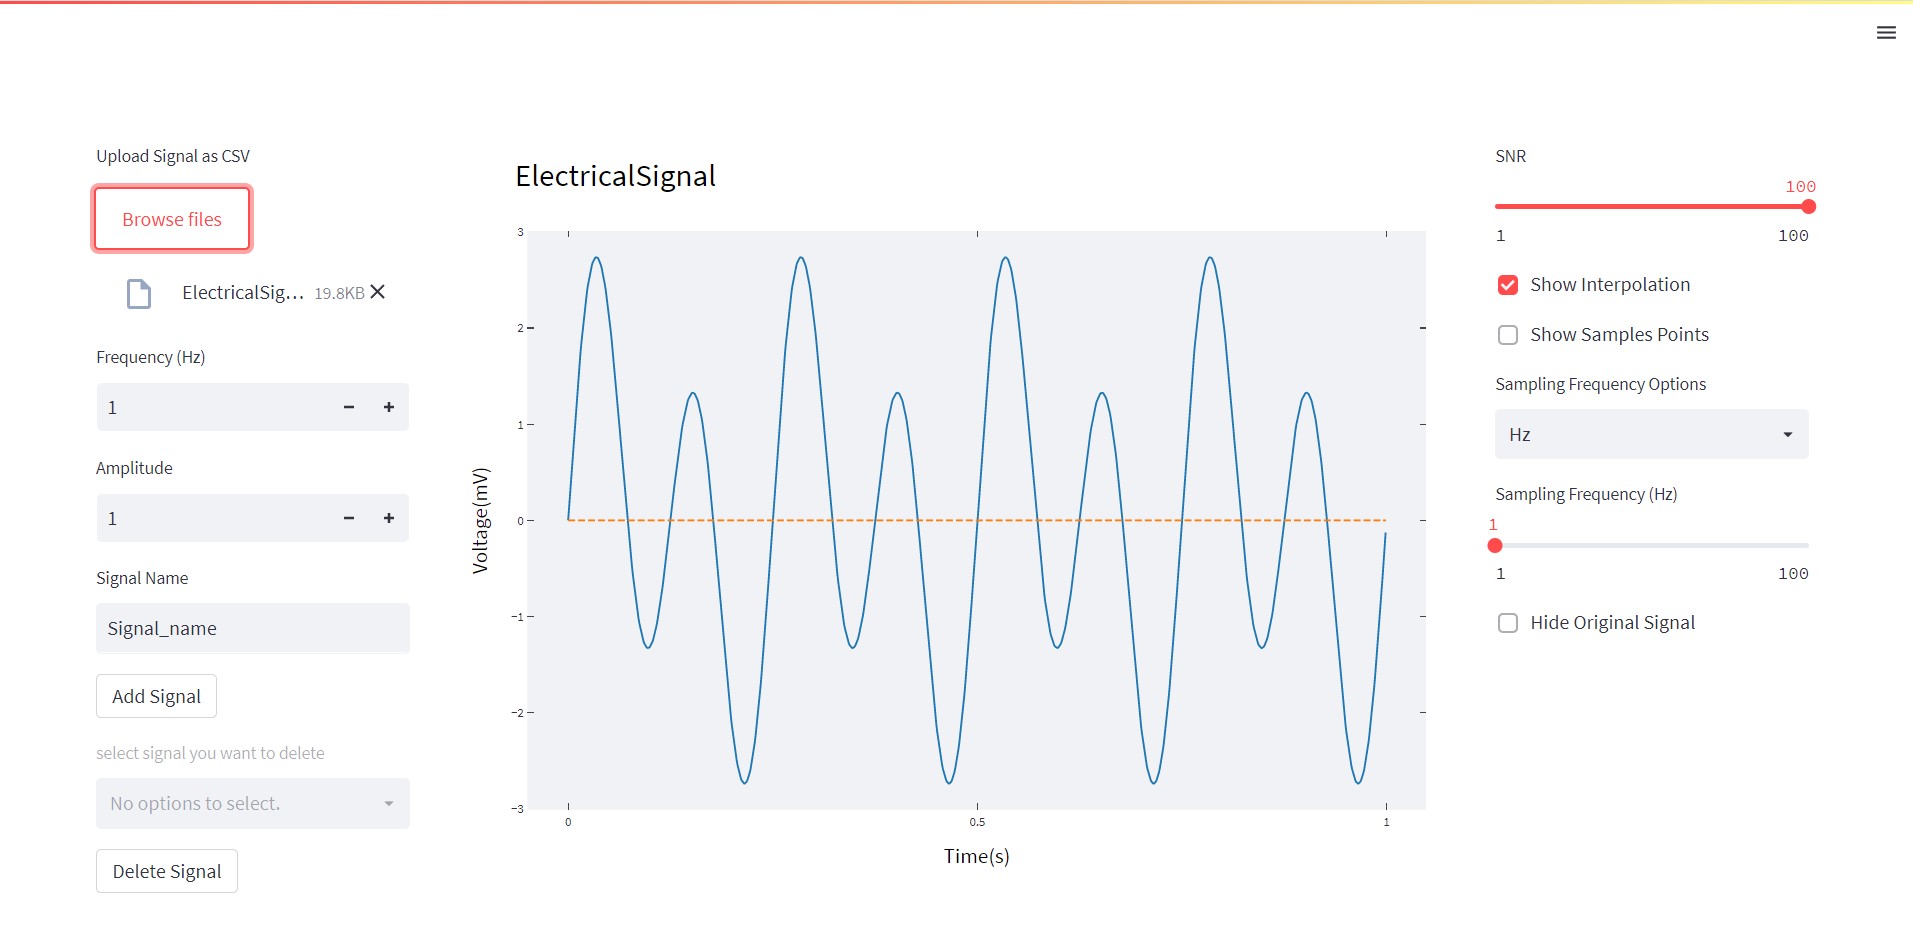 Upload Signal as CSV
Browse files
ElectricalSig... 19.8KB
Frequency (Hz)
1
Amplitude
1
Signal Name
Signal_name
Add Signal
select signal you want to delete
No options to select.
Delete Signal
ElectricalSignal
3
2
1
0
−1
−2
−3
Voltage(mV)
0 0.5 1
Time(s)
SNR
100
1 100
Show Interpolation
Show Samples Points
Sampling Frequency Options
Hz
Sampling Frequency (Hz)
1
1 100
Hide Original Signal